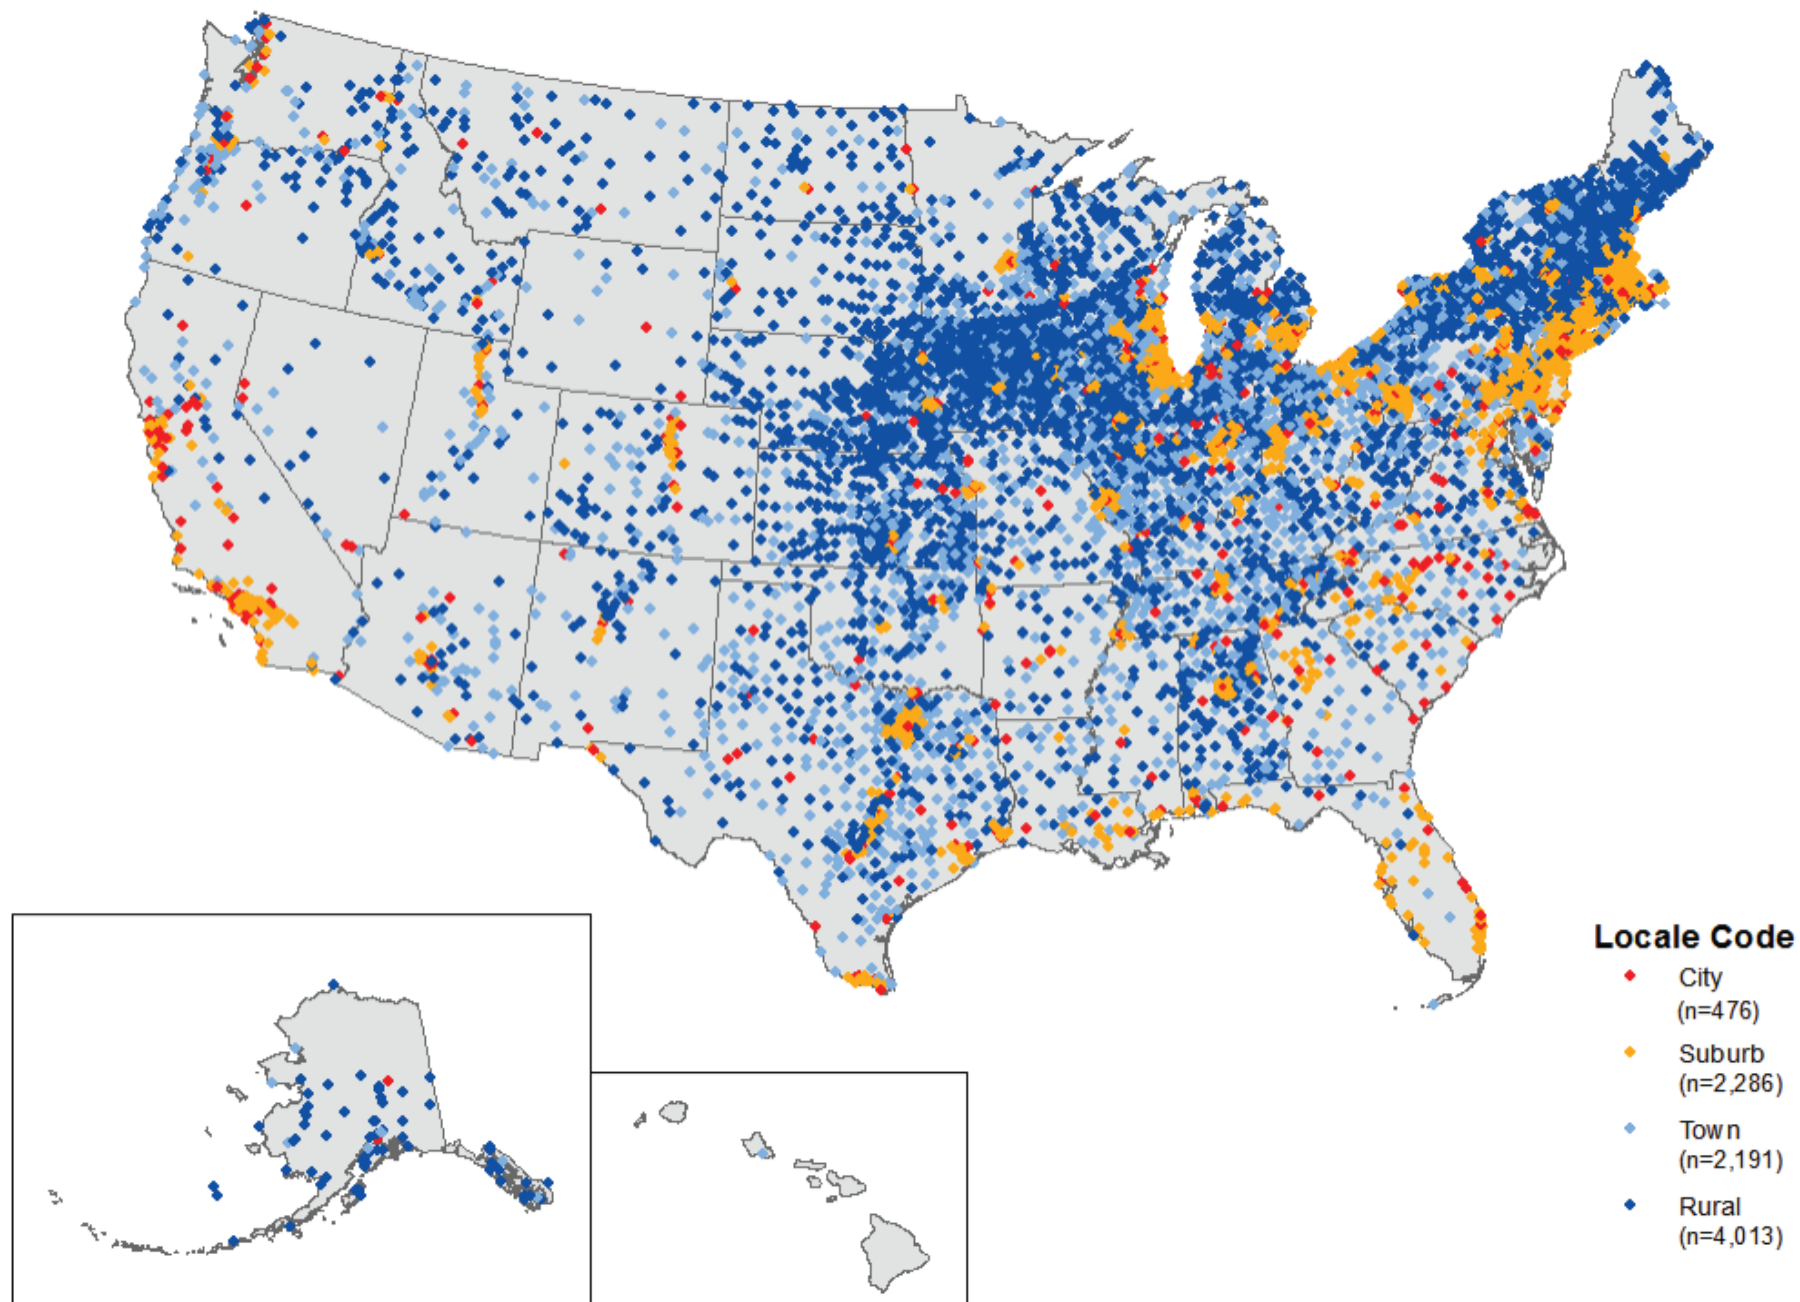 Locale Code
City
(n=476)
Suburb
(n=2,286)
Town
(n=2,191)
Rural
(n=4,013)